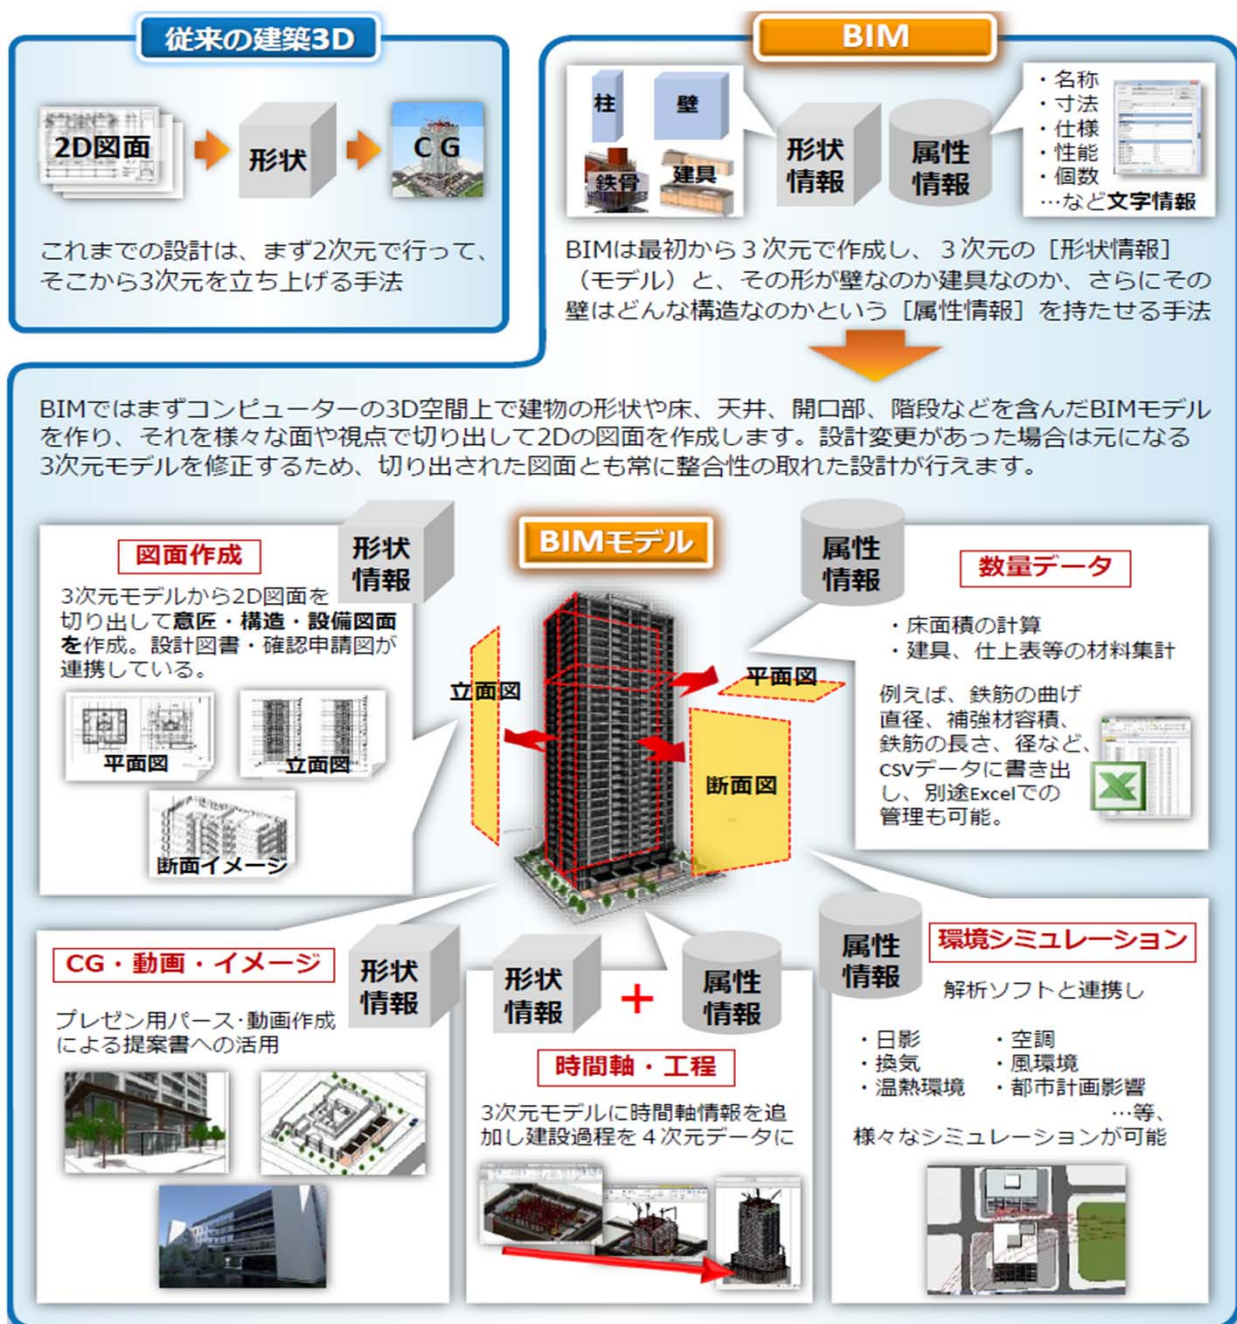 従来の建築3D
2D図面
形状
CG
これまでの設計は、まず2次元で行って、
そこから3次元を立ち上げる手法
BIM
柱
壁
鉄骨
建具
形状
情報
属性
情報
・名称
・寸法
・仕様
・性能
・個数
…など文字情報
BIMは最初から３次元で作成し、３次元の［形状情報］
（モデル）と、その形が壁なのか建具なのか、さらにその
壁はどんな構造なのかという［属性情報］を持たせる手法
BIMではまずコンピューターの3D空間上で建物の形状や床、天井、開口部、階段などを含んだBIMモデル
を作り、それを様々な面や視点で切り出して2Dの図面を作成します。設計変更があった場合は元になる
3次元モデルを修正するため、切り出された図面とも常に整合性の取れた設計が行えます。
図面作成
形状
情報
3次元モデルから2D図面を
切り出して意匠・構造・設備図面
を作成。設計図書・確認申請図が
連携している。
平面図
立面図
断面イメージ
BIMモデル
立面図
平面図
断面図
属性
情報
数量データ
・床面積の計算
・建具、仕上表等の材料集計
例えば、鉄筋の曲げ
直径、補強材容積、
鉄筋の長さ、径など、
CSVデータに書き出
し、別途Excelでの
管理も可能。
CG・動画・イメージ
形状
情報
プレゼン用パース･動画作成
による提案書への活用
形状
情報
+
属性
情報
時間軸・工程
3次元モデルに時間軸情報を追
加し建設過程を４次元データに
属性
情報
環境シミュレーション
解析ソフトと連携し
・日影 ・空調
・換気 ・風環境
・温熱環境 ・都市計画影響
…等、
様々なシミュレーションが可能